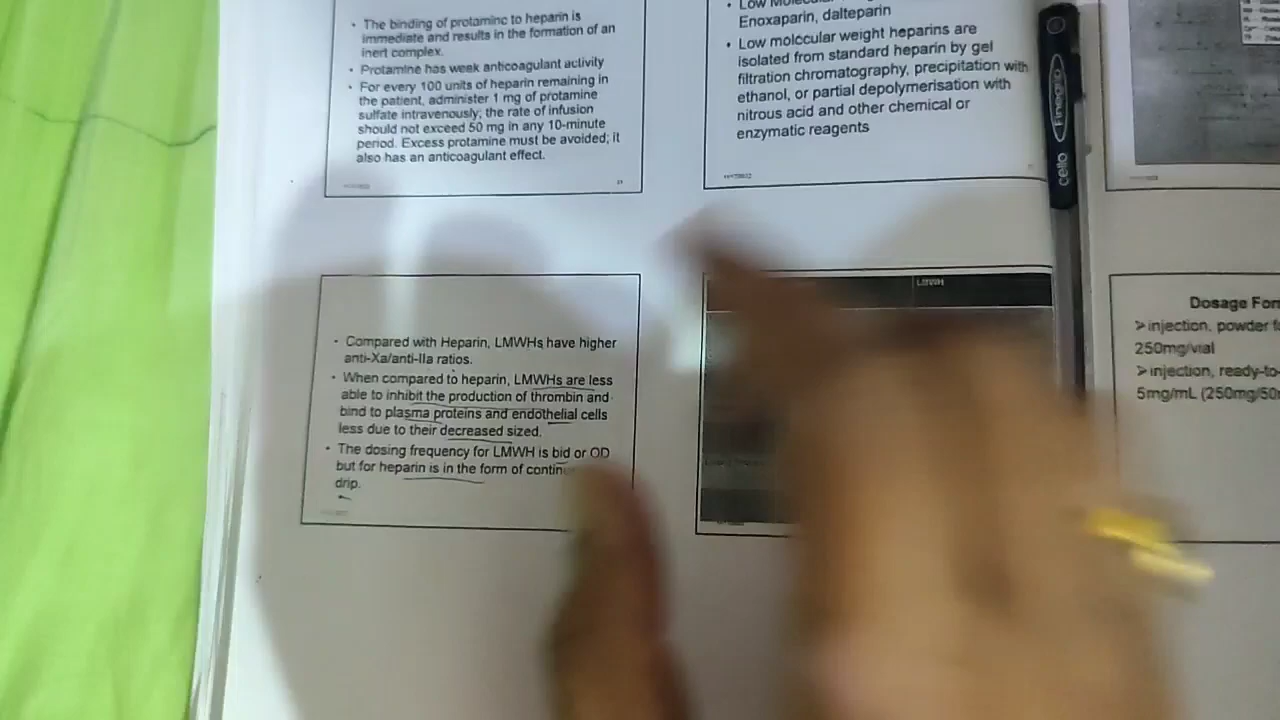 The binding of protamine to heparin is
immediate and results in the formation of an
inert complex.
Protamine has week anticoagulant activity
For every 100 units of heparin remaining in
the patient, administer 1 mg of protamine
sulfate intravenously; the rate of infusion
should not exceed 50 mg in any 10-minute
period. Excess protamine must be avoided; it
also has an anticoagulant effect.
Low
Enoxaparin, dalteparin
Low molecular weight heparins are
isolated from standard heparin by gel
filtration chromatography, precipitation with
ethanol, or partial depolymerisation with
nitrous acid and other chemical or
enzymatic reagents
cello Finegrip
Compared with Heparin, LMWHs have higher
anti-Xa/anti-IIa ratios.
When compared to heparin, LMWHs are less
able to inhibit the production of thrombin and
bind to plasma proteins and endothelial cells
less due to their decreased sized.
The dosing frequency for LMWH is bid or OD
but for heparin is in the form of contin
drip.
LMWH
Dosage For
injection, powder f
250mg/vial
injection, ready-to-
5mg/mL (250mg/50